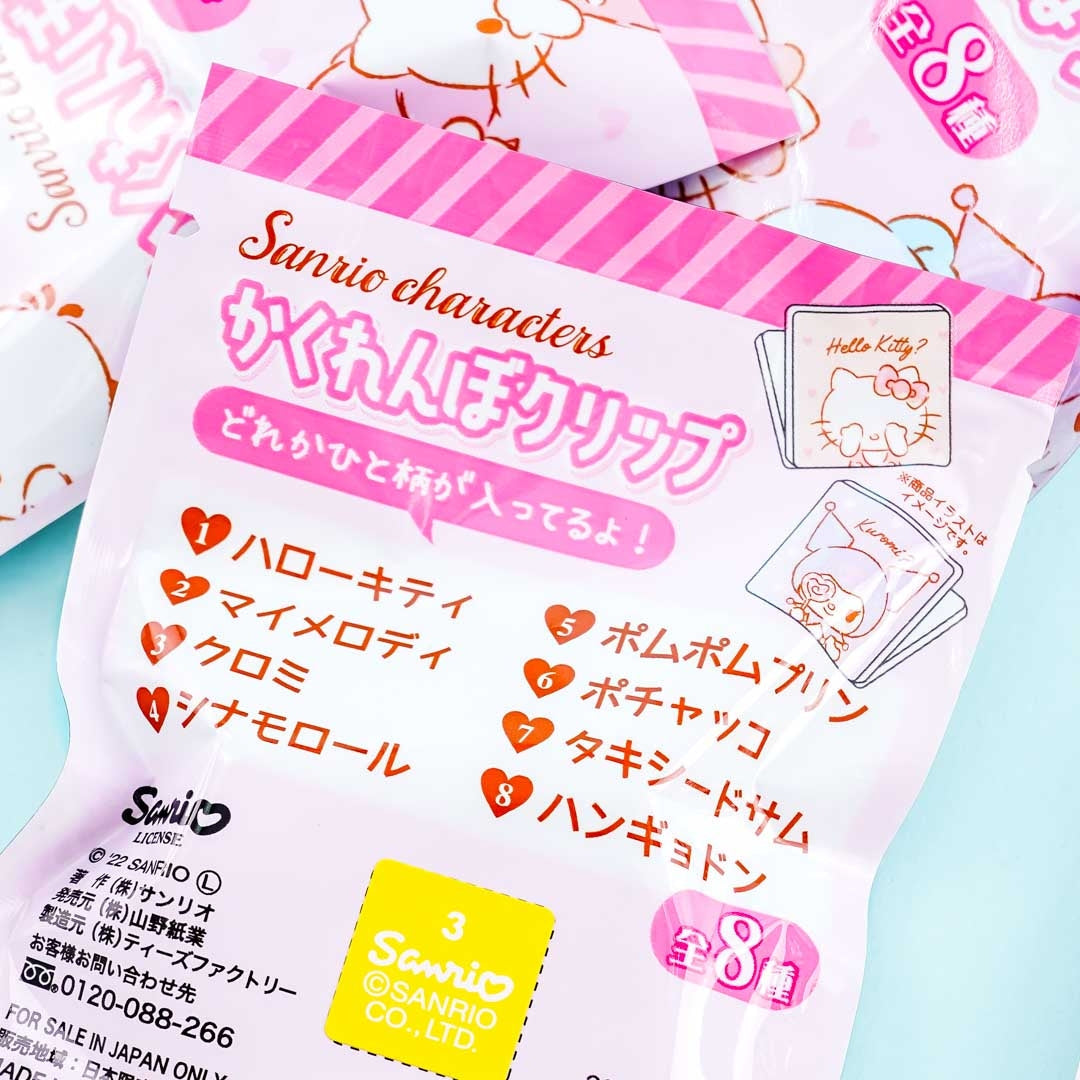 全8種
Sanrio
Sanrio characters
かくれんぼクリップ
どれかひと柄が入ってるよ！
Hello Kitty?
※商品イラストは
イメージです。
Kuromi?
1 ハローキティ
2 マイメロディ
3 クロミ
4 シナモロール
5 ポムポムプリン
6 ポチャッコ
7 タキシードサム
8 ハンギョドン
全8種
Sanrio
LICENSE
© '22 SANRIO Ⓛ
著 作 (株)サンリオ
発売元 (株)山野紙業
製造元 (株)ティーズファクトリー
お客様お問い合わせ先
0120-088-266
FOR SALE IN JAPAN ONLY
販売地域：日本
3
Sanrio
©SANRIO
CO., LTD.